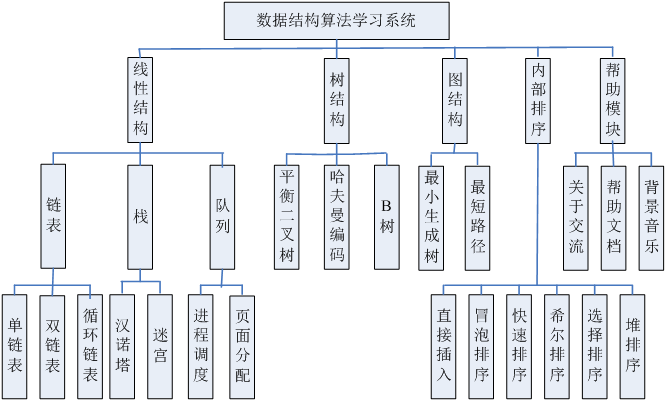 数据结构算法学习系统
线性结构
树结构
图结构
内部排序
帮助模块
链表
栈
队列
平衡二叉树
哈夫曼编码
B树
最小生成树
最短路径
关于交流
帮助文档
背景音乐
单链表
双链表
循环链表
汉诺塔
迷宫
进程调度
页面分配
直接插入
冒泡排序
快速排序
希尔排序
选择排序
堆排序